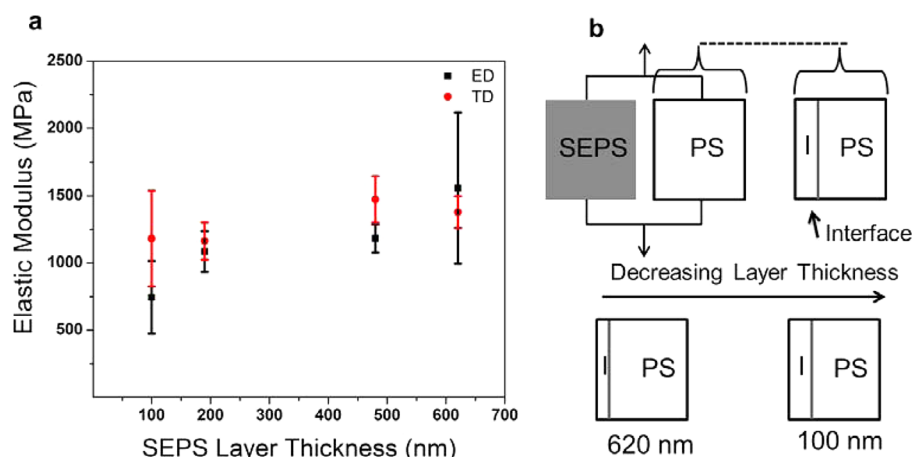 a
Elastic Modulus (MPa)
2500
2000
1500
1000
500
100 200 300 400 500 600 700
SEPS Layer Thickness (nm)
ED
TD
b
SEPS
PS
I PS
Interface
Decreasing Layer Thickness
I PS
I PS
620 nm
100 nm